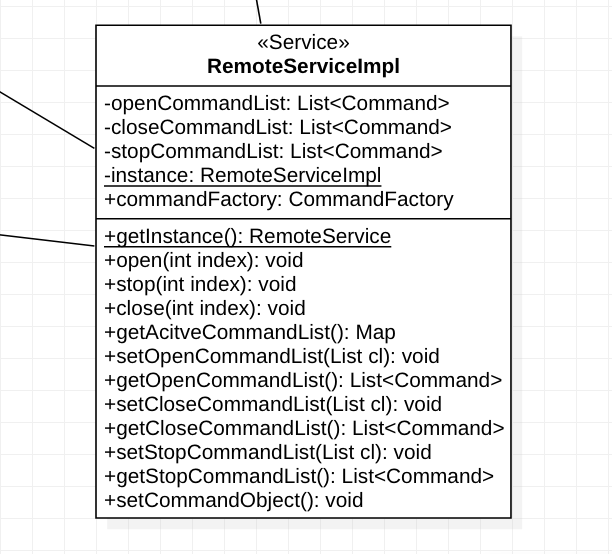 «Service»
RemoteServiceImpl
-openCommandList: List<Command>
-closeCommandList: List<Command>
-stopCommandList: List<Command>
-instance: RemoteServiceImpl
+commandFactory: CommandFactory
+getInstance(): RemoteService
+open(int index): void
+stop(int index): void
+close(int index): void
+getAcitveCommandList(): Map
+setOpenCommandList(List cl): void
+getOpenCommandList(): List<Command>
+setCloseCommandList(List cl): void
+getCloseCommandList(): List<Command>
+setStopCommandList(List cl): void
+getStopCommandList(): List<Command>
+setCommandObject(): void